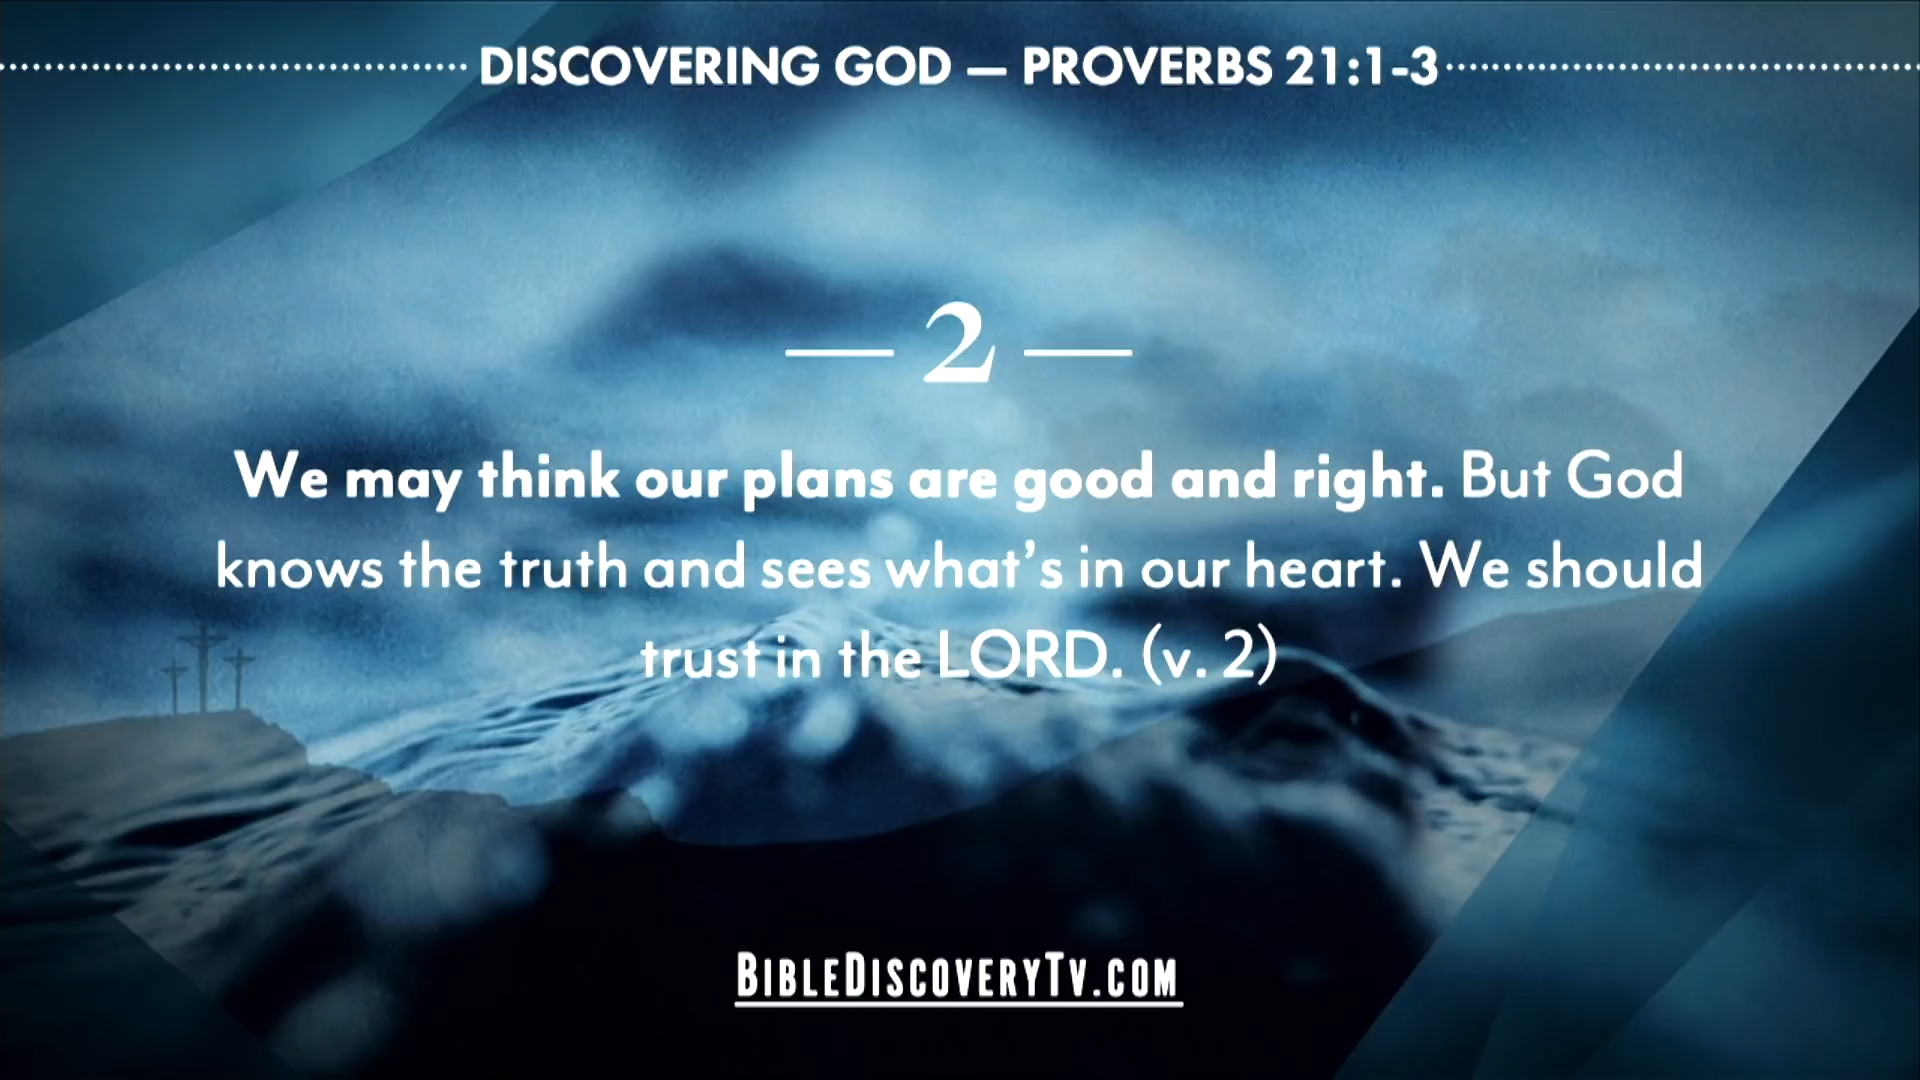 DISCOVERING GOD — PROVERBS 21:1-3
— 2 —
We may think our plans are good and right. But God
knows the truth and sees what's in our heart. We should
trust in the LORD. (v. 2)
BIBLEDISCOVERYTV.COM